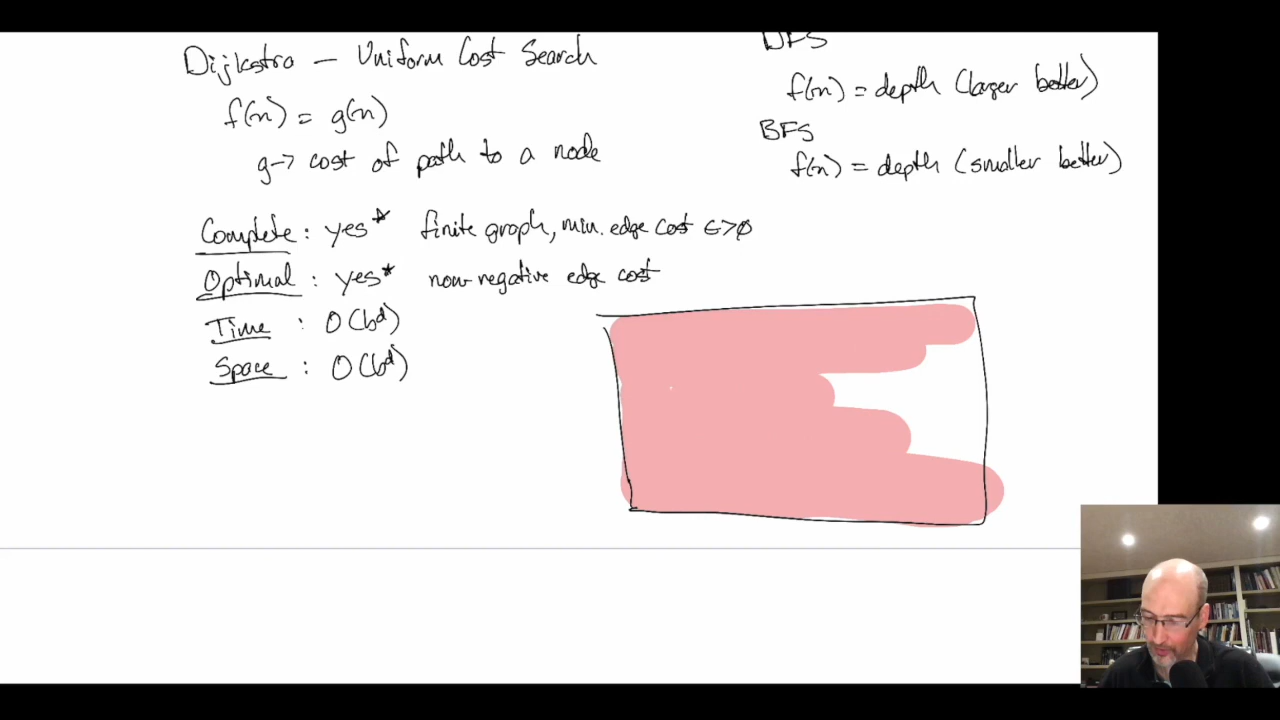 Dijkstra — Uniform Cost Search
f(n) = g(n)
g→ cost of path to a node
DFS
f(n) = depth (larger better)
BFS
f(n) = depth (smaller better)
Complete: yes* finite graph, min. edge cost ϵ>0
Optimal: yes* non-negative edge cost
Time: O(b^d)
Space: O(b^d)